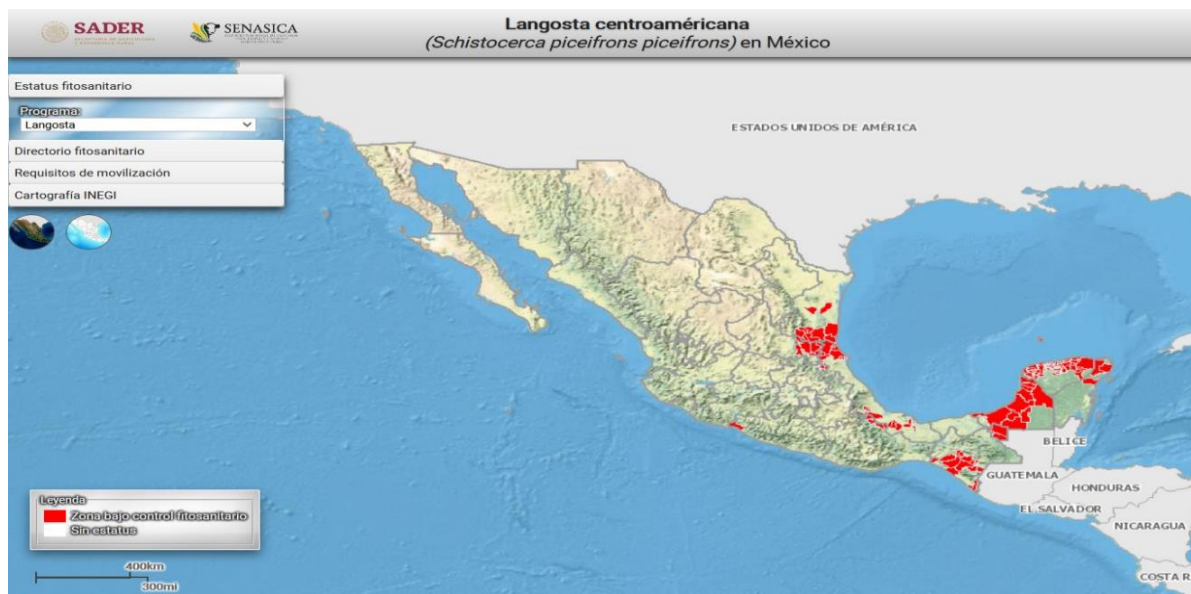 SADER
SENASICA
Langosta centroaméricana
(Schistocerca piceifrons piceifrons) en México
Estatus fitosanitario
Programa:
Langosta
Directorio fitosanitario
Requisitos de movilización
Cartografía INEGI
ESTADOS UNIDOS DE AMÉRICA
BELICE
GUATEMALA
HONDURAS
EL SALVADOR
NICARAGUA
COSTA R
Leyenda
Zona bajo control fitosanitario
Sin estatus
400km
300mi